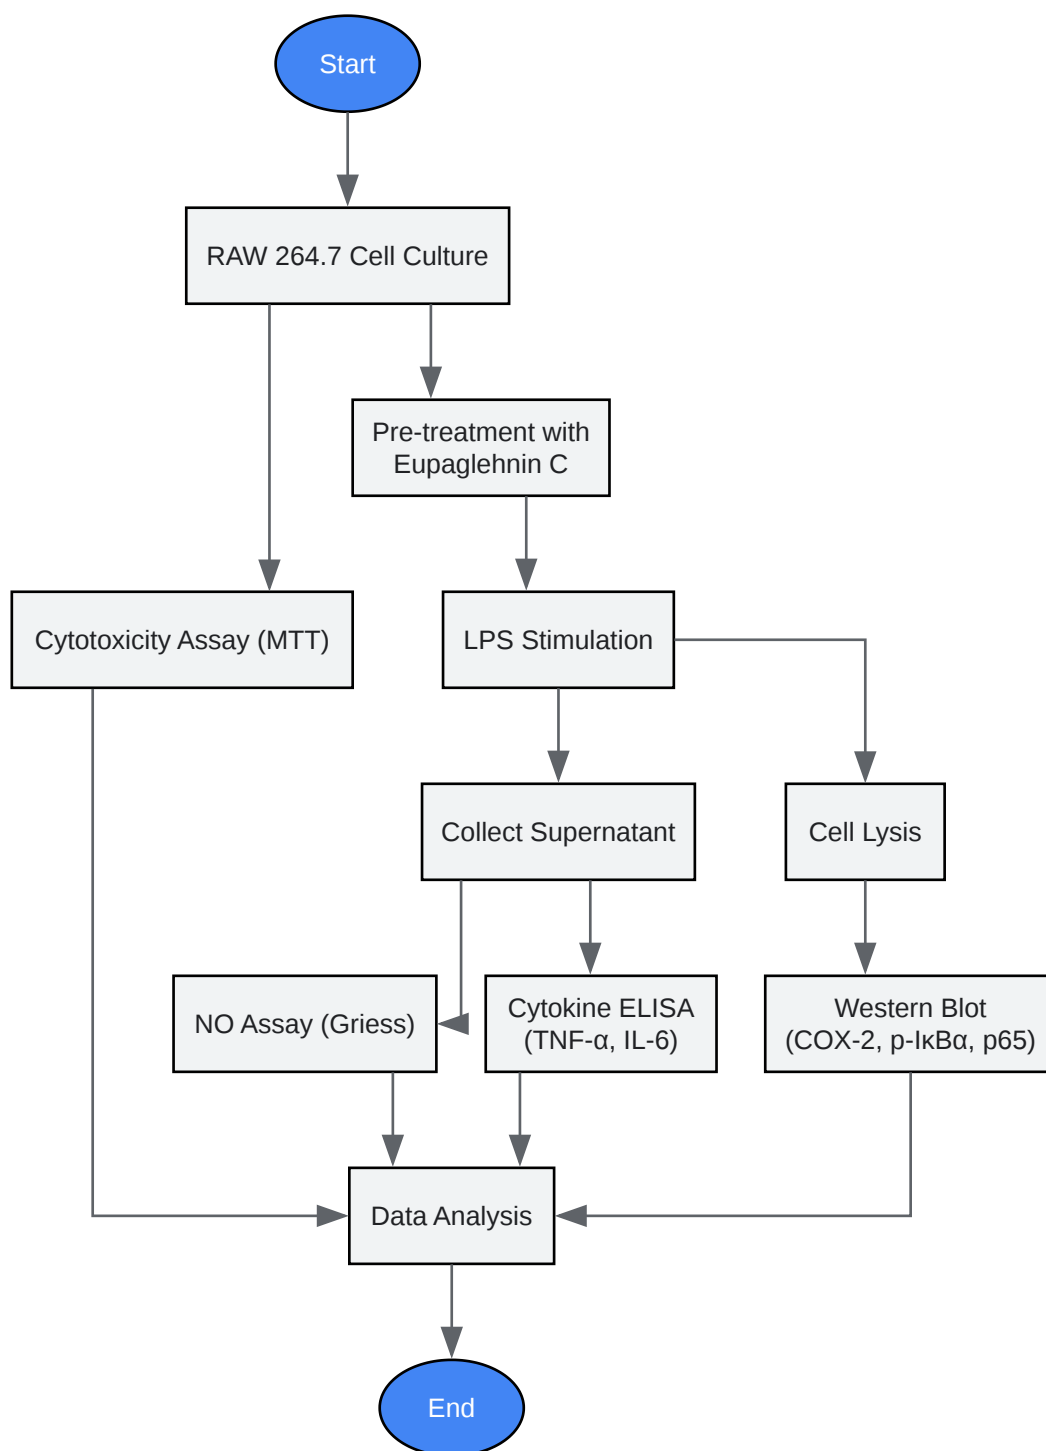 Start
RAW 264.7 Cell Culture
Pre-treatment with
Eupaglehnin C
Cytotoxicity Assay (MTT)
LPS Stimulation
Collect Supernatant
Cell Lysis
NO Assay (Griess)
Cytokine ELISA
(TNF-α, IL-6)
Western Blot
(COX-2, p-IκBα, p65)
Data Analysis
End